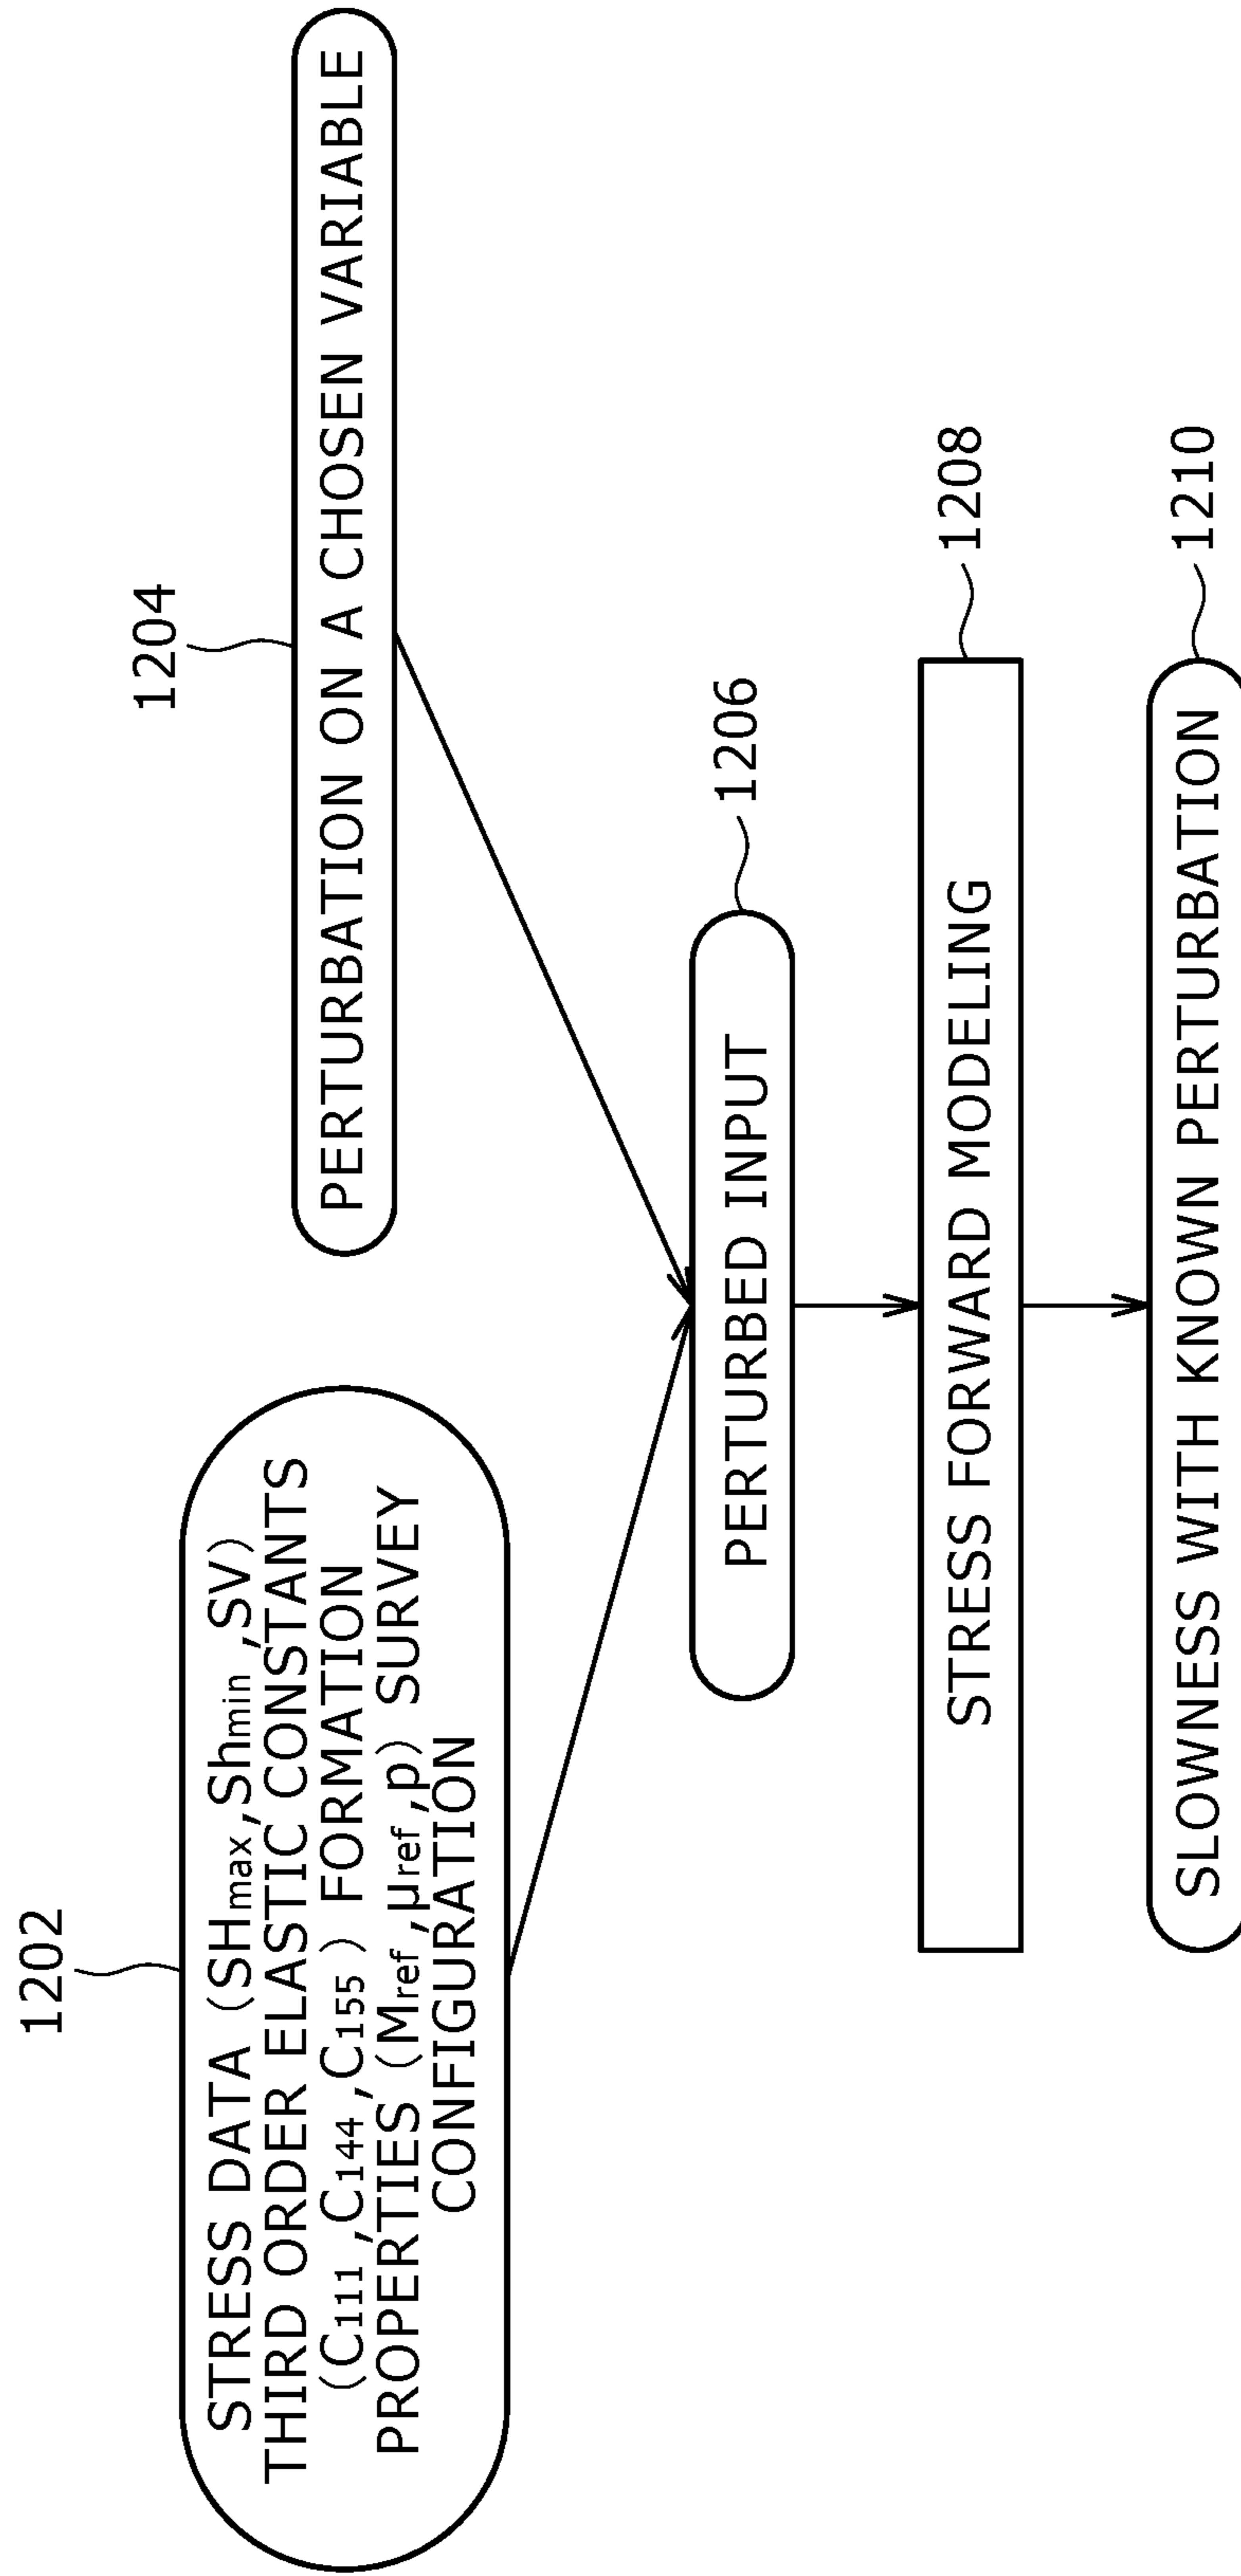 1202
STRESS DATA (SHmax,Shmin,SV)
THIRD ORDER ELASTIC CONSTANTS
(C111,C144,C155) FORMATION
PROPERTIES (Mref,μref,p) SURVEY
CONFIGURATION
1204
PERTURBATION ON A CHOSEN VARIABLE
PERTURBED INPUT
1206
STRESS FORWARD MODELING
1208
SLOWNESS WITH KNOWN PERTURBATION
1210